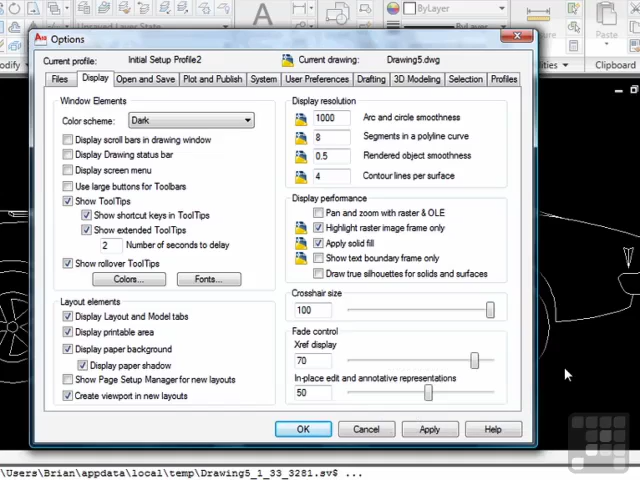 ByLayer
ByLayer
Paste
odify
ilities
Clipboard
Options
Current profile: Initial Setup Profile2 Current drawing: Drawing5.dwg
Files Display Open and Save Plot and Publish System User Preferences Drafting 3D Modeling Selection Profiles
Window Elements
Color scheme: Dark
Display scroll bars in drawing window
Display Drawing status bar
Display screen menu
Use large buttons for Toolbars
Show ToolTips
Show shortcut keys in ToolTips
Show extended ToolTips
2 Number of seconds to delay
Show rollover ToolTips
Colors... Fonts...
Layout elements
Display Layout and Model tabs
Display printable area
Display paper background
Display paper shadow
Show Page Setup Manager for new layouts
Create viewport in new layouts
Display resolution
1000 Arc and circle smoothness
8 Segments in a polyline curve
0.5 Rendered object smoothness
4 Contour lines per surface
Display performance
Pan and zoom with raster & OLE
Highlight raster image frame only
Apply solid fill
Show text boundary frame only
Draw true silhouettes for solids and surfaces
Crosshair size
100
Fade control
Xref display
70
In-place edit and annotative representations
50
OK Cancel Apply Help
\Users\Brian\appdata\local\temp\Drawing5_1_33_3281.sv$ ...